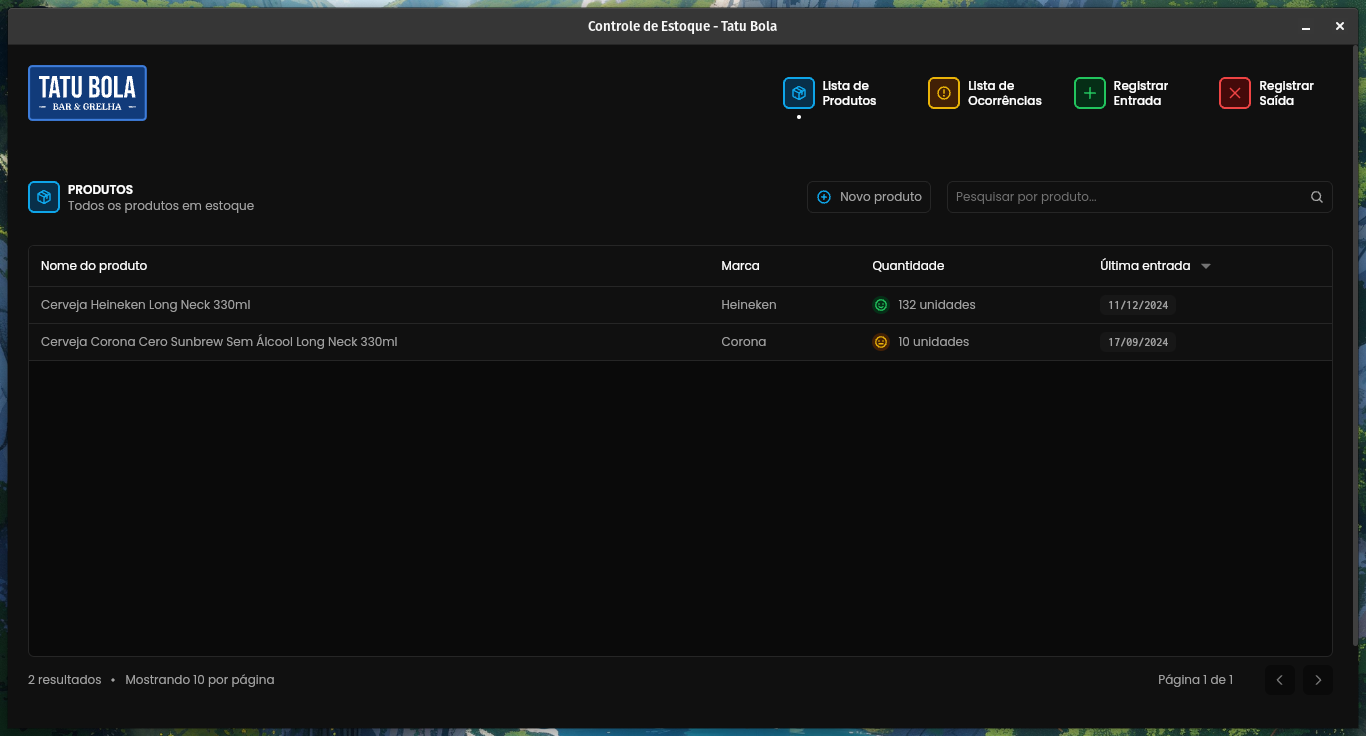 Controle de Estoque - Tatu Bola
TATU BOLA
BAR & GRELHA
Lista de
Produtos
Lista de
Ocorrências
Registrar
Entrada
Registrar
Saída
PRODUTOS
Todos os produtos em estoque
Novo produto
Pesquisar por produto...
Nome do produto Marca Quantidade Última entrada
Cerveja Heineken Long Neck 330ml Heineken 132 unidades 11/12/2024
Cerveja Corona Cero Sunbrew Sem Álcool Long Neck 330ml Corona 10 unidades 17/09/2024
2 resultados • Mostrando 10 por página Página 1 de 1